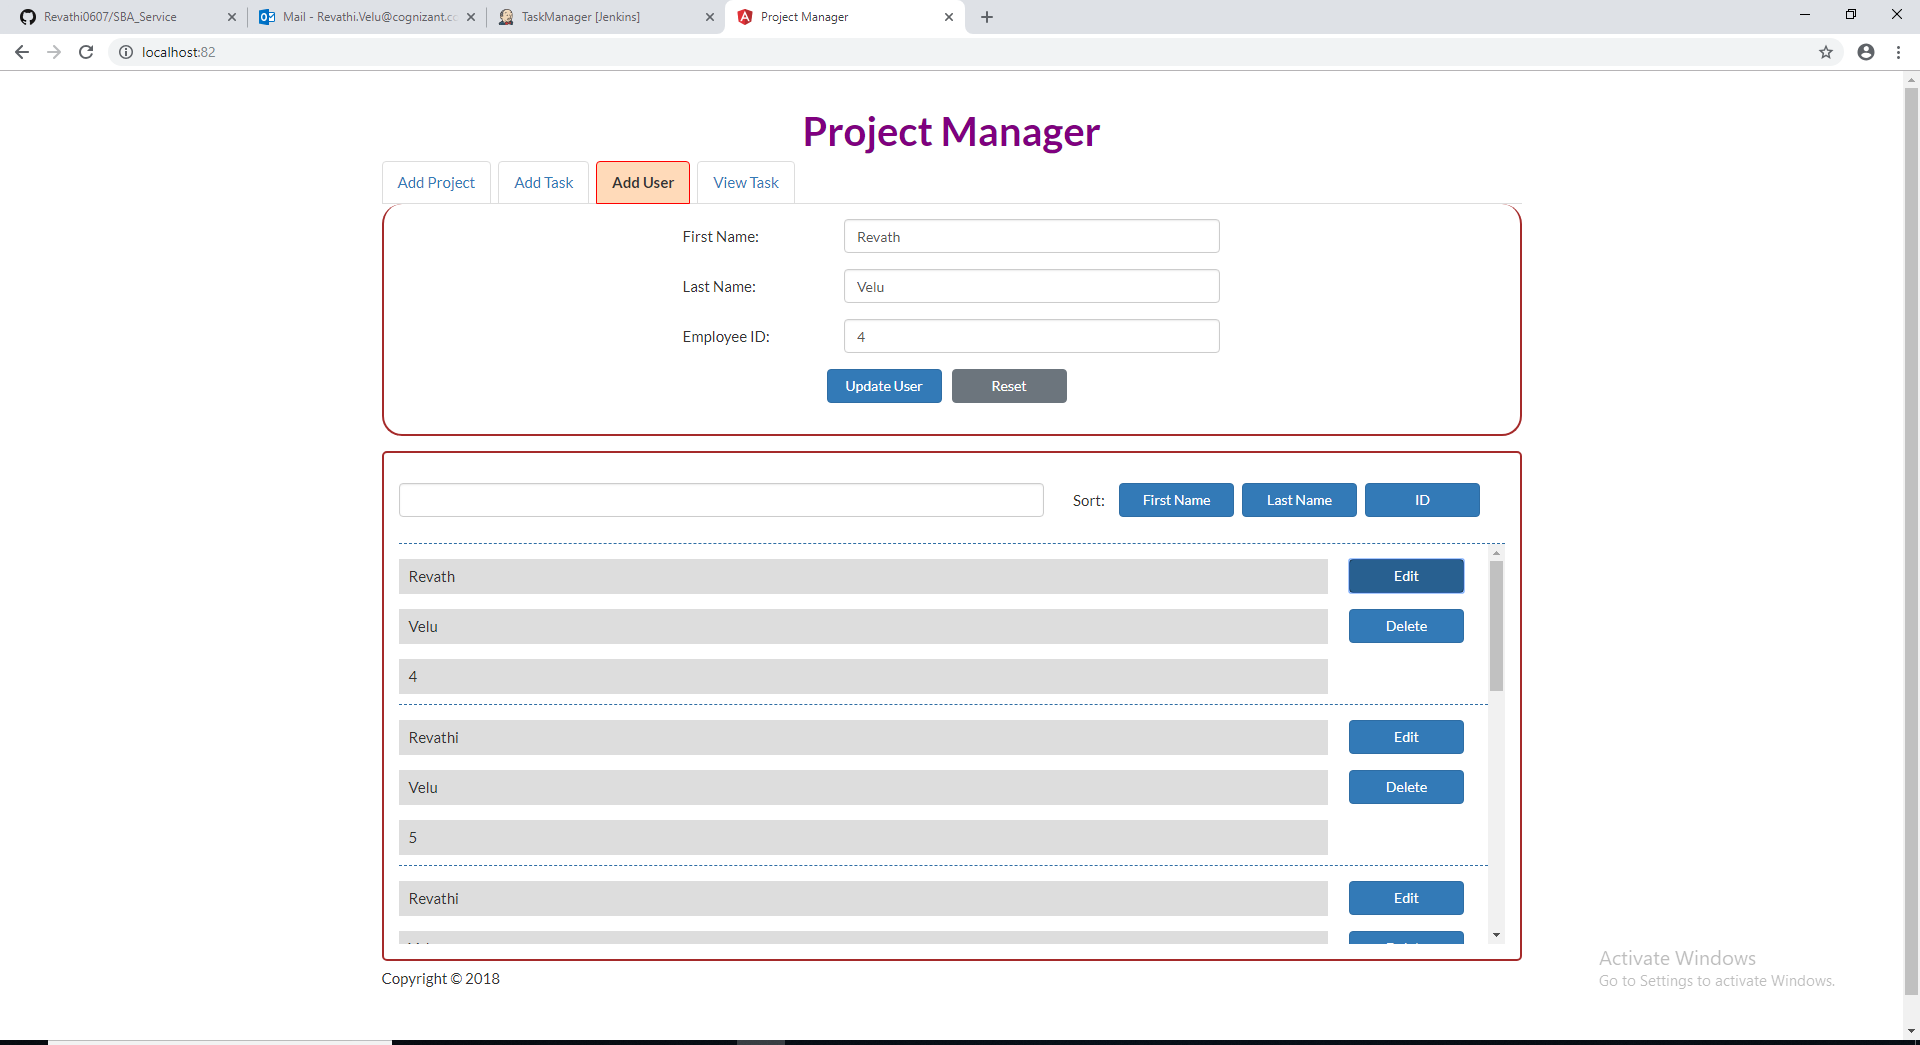 Revathi0607/SBA_Service
Mail - Revathi.Velu@cognizant.cc
TaskManager [Jenkins]
Project Manager
localhost:82
Project Manager
Add Project
Add Task
Add User
View Task
First Name:
Revath
Last Name:
Velu
Employee ID:
4
Update User
Reset
Sort:
First Name
Last Name
ID
Revath
Edit
Velu
Delete
4
Revathi
Edit
Velu
Delete
5
Revathi
Edit
Copyright © 2018
Activate Windows
Go to Settings to activate Windows.